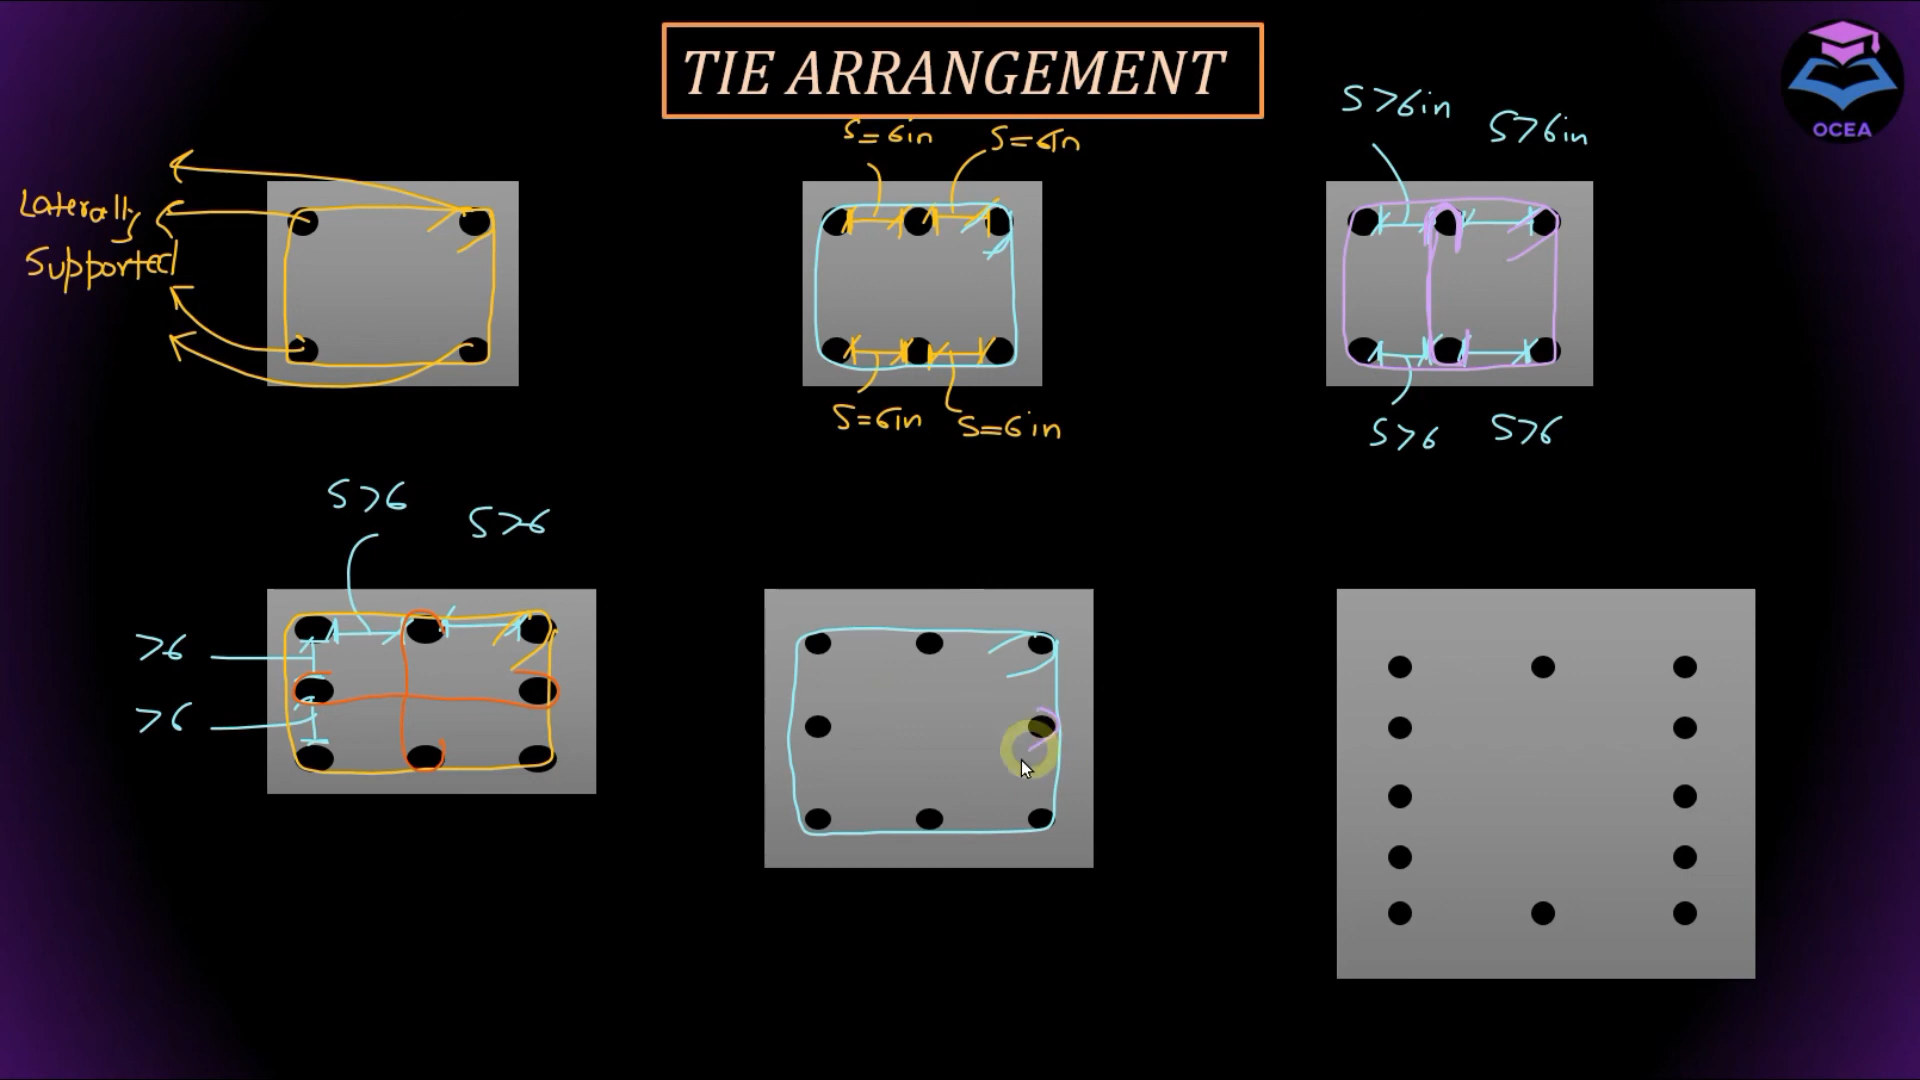 TIE ARRANGEMENT
OCEA
S>6in
S>6in
S=6in
S=6in
Laterally
Supported
S=6in
S=6in
S>6
S>6
S>6
S>6
>6
>6